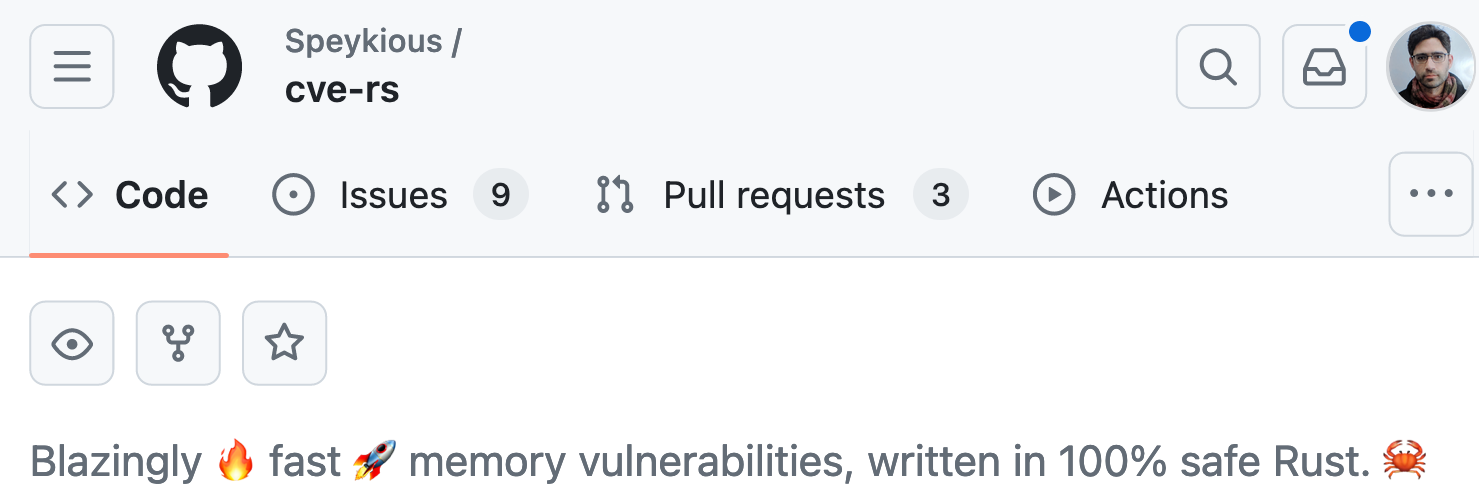 Speykious /
cve-rs
Code Issues 9 Pull requests 3 Actions
Blazingly 🔥 fast 🚀 memory vulnerabilities, written in 100% safe Rust. 🦀